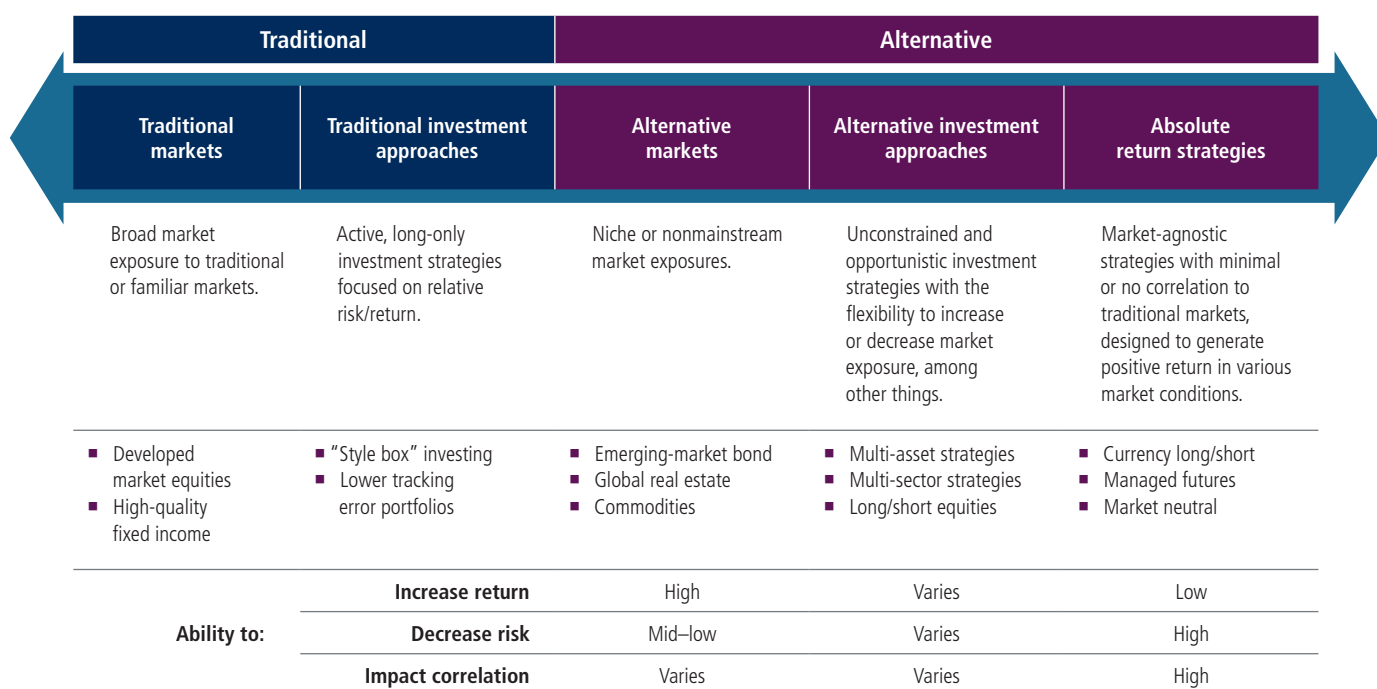 Traditional
Alternative
Traditional
markets
Traditional investment
approaches
Alternative
markets
Alternative investment
approaches
Absolute
return strategies
Broad market
exposure to traditional
or familiar markets.
Active, long-only
investment strategies
focused on relative
risk/return.
Niche or nonmainstream
market exposures.
Unconstrained and
opportunistic investment
strategies with the
flexibility to increase
or decrease market
exposure, among
other things.
Market-agnostic
strategies with minimal
or no correlation to
traditional markets,
designed to generate
positive return in various
market conditions.
■ Developed
market equities
■ High-quality
fixed income
■ “Style box” investing
■ Lower tracking
error portfolios
■ Emerging-market bond
■ Global real estate
■ Commodities
■ Multi-asset strategies
■ Multi-sector strategies
■ Long/short equities
■ Currency long/short
■ Managed futures
■ Market neutral
Ability to:
Increase return High Varies Low
Decrease risk Mid–low Varies High
Impact correlation Varies Varies High